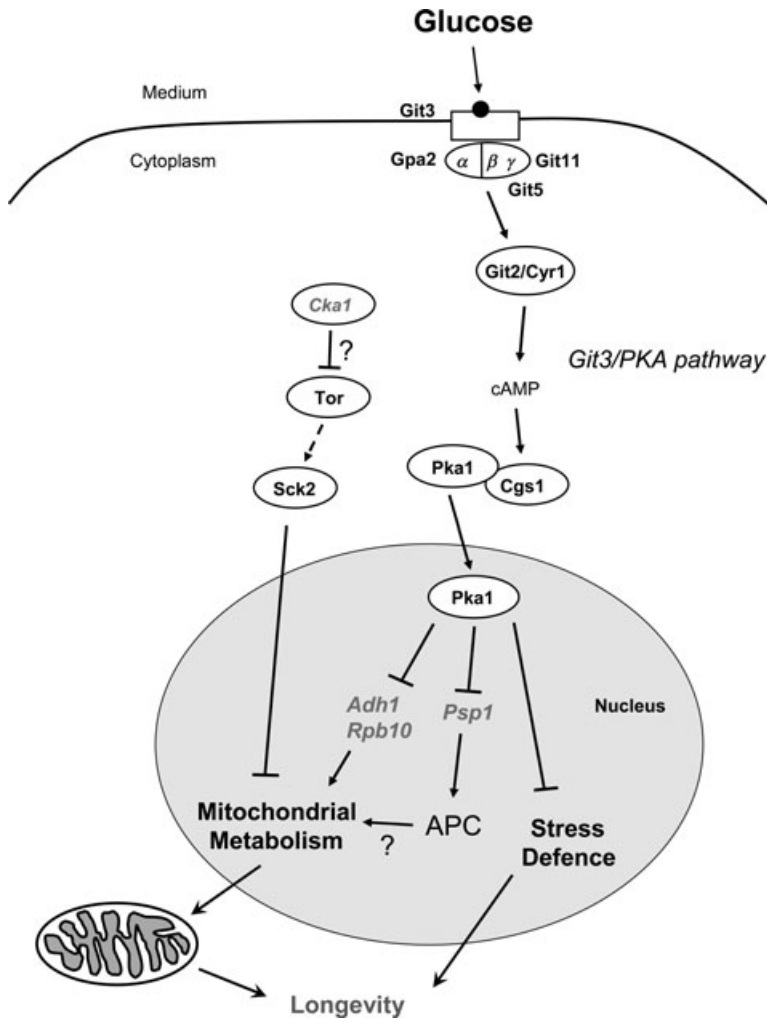 Glucose
Medium
Git3
Cytoplasm
Gpa2
α
β γ
Git11
Git5
Git2/Cyr1
Cka1
?
Git3/PKA pathway
Tor
cAMP
Pka1
Sck2
Cgs1
Pka1
Adh1
Rpb10
Psp1
Nucleus
Mitochondrial
Metabolism
?
APC
Stress
Defence
Longevity